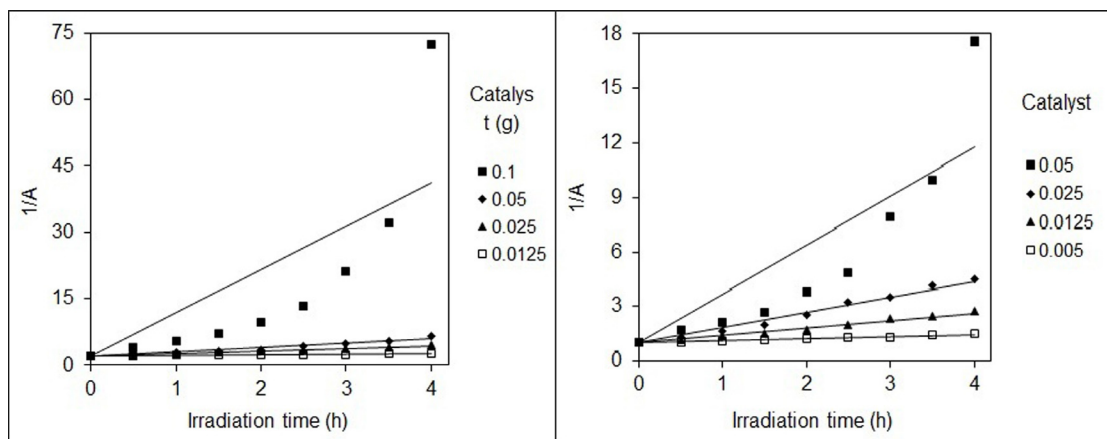 75
60
45
30
15
0
1/A
0 1 2 3 4
Irradiation time (h)
Catalys
t (g)
0.1
0.05
0.025
0.0125
18
15
12
9
6
3
0
1/A
0 1 2 3 4
Irradiation time (h)
Catalyst
0.05
0.025
0.0125
0.005